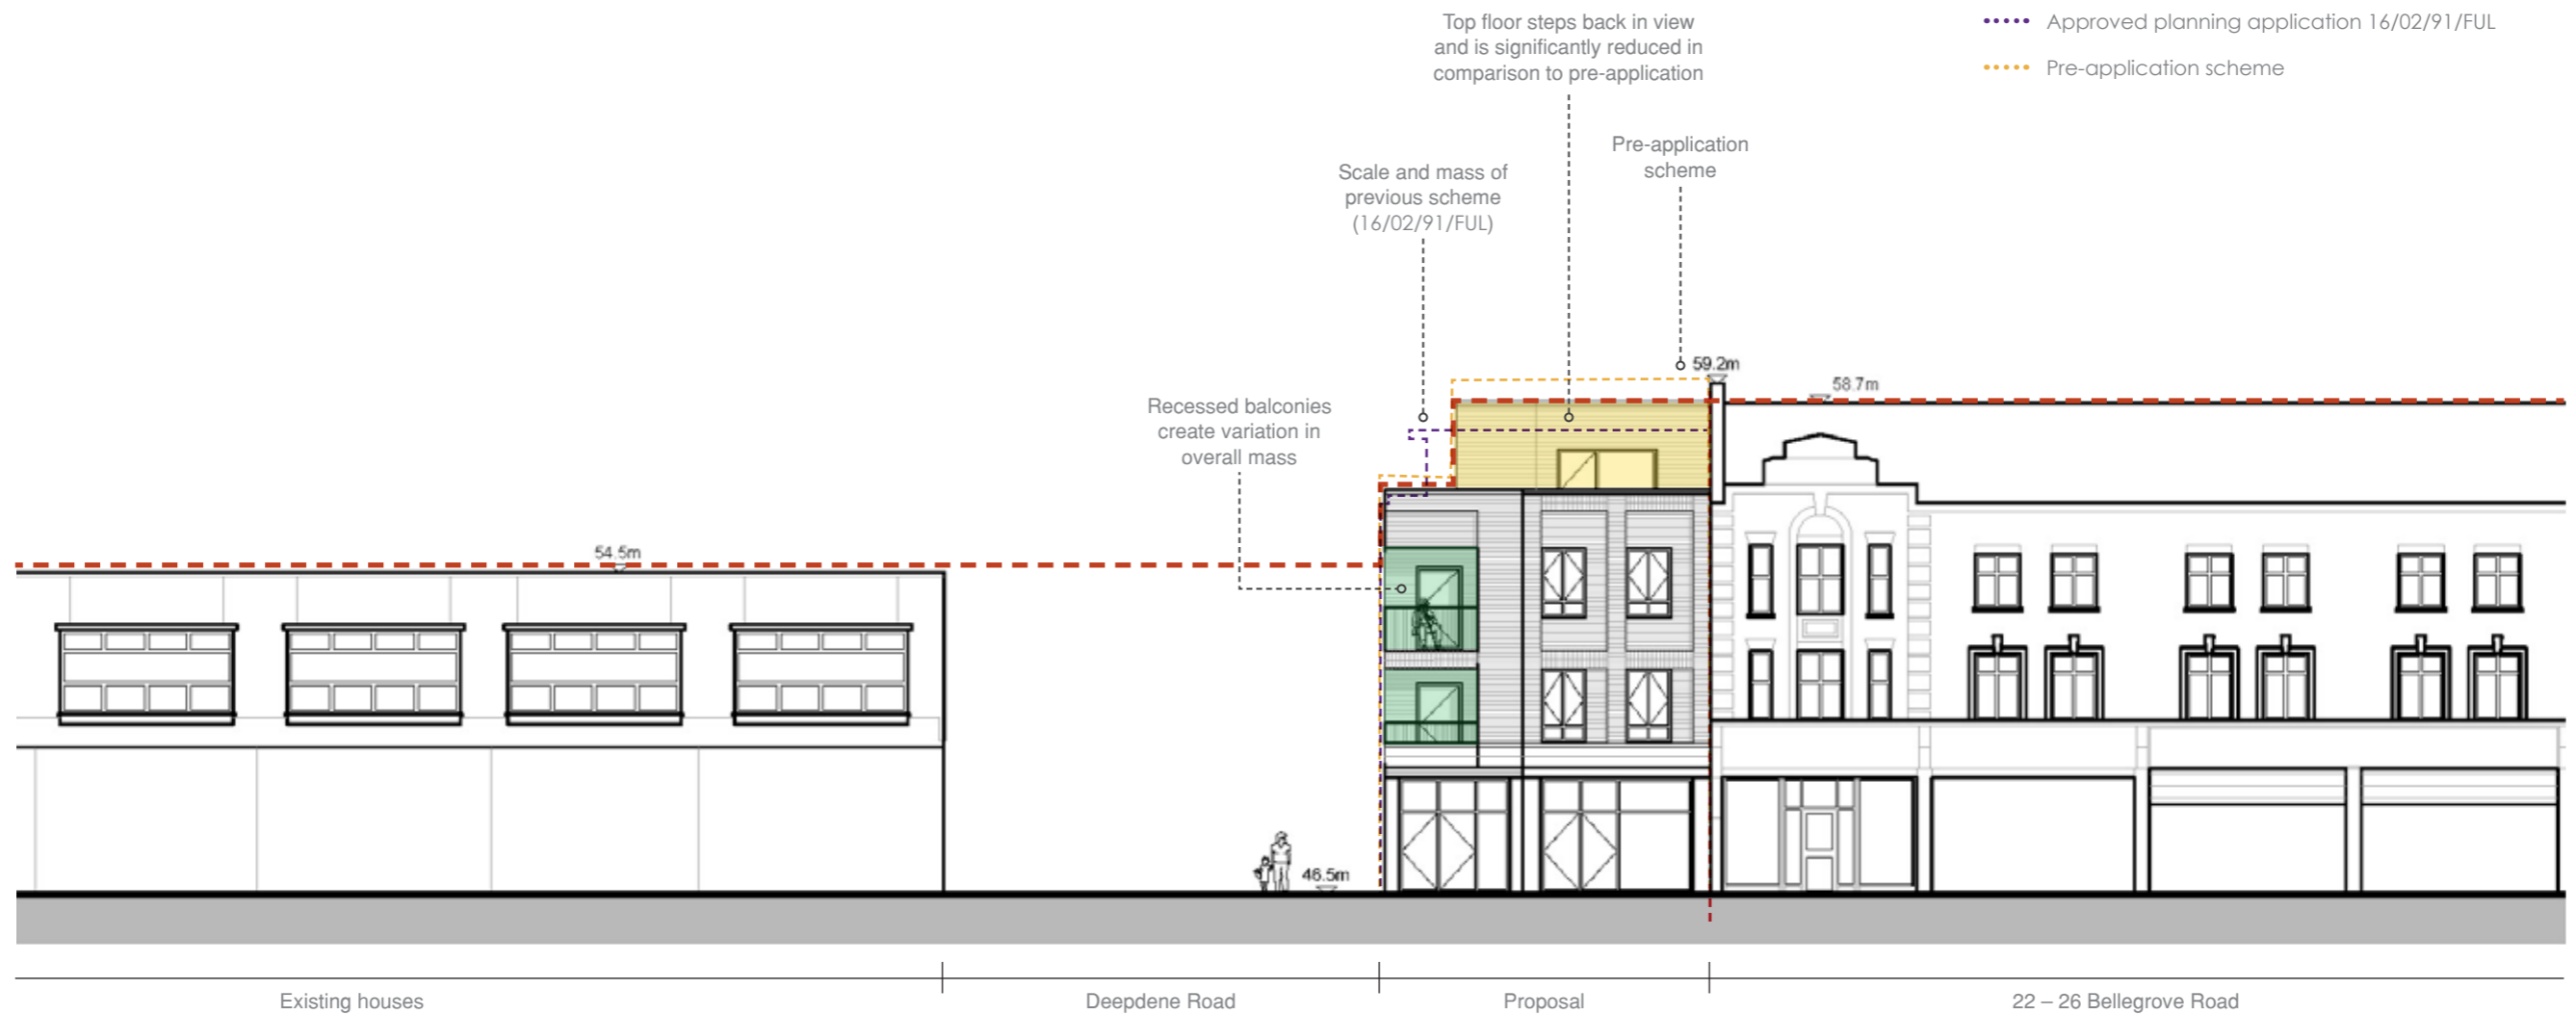 Top floor steps back in view
and is significantly reduced in
comparison to pre-application
Approved planning application 16/02/91/FUL
Pre-application scheme
Pre-application
scheme
Scale and mass of
previous scheme
(16/02/91/FUL)
59.2m
58.7m
Recessed balconies
create variation in
overall mass
54.5m
46.5m
Existing houses
Deepdene Road
Proposal
22 – 26 Bellegrove Road